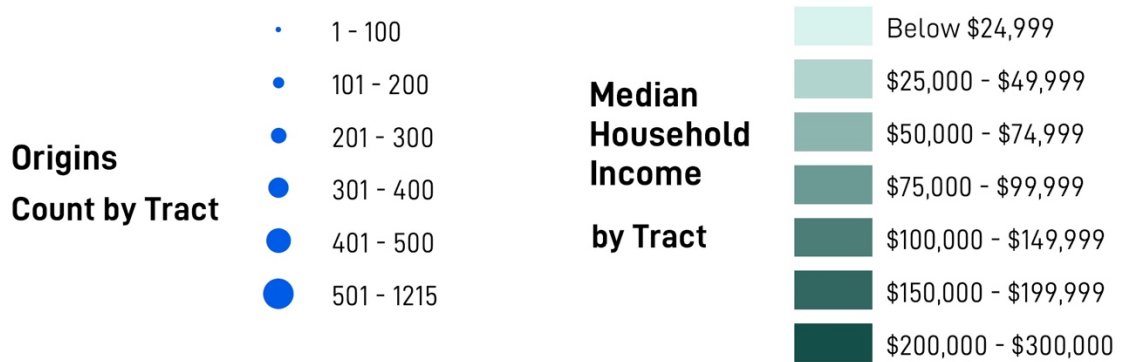 Origins
Count by Tract
1 - 100
101 - 200
201 - 300
301 - 400
401 - 500
501 - 1215
Median
Household
Income
by Tract
Below $24,999
$25,000 - $49,999
$50,000 - $74,999
$75,000 - $99,999
$100,000 - $149,999
$150,000 - $199,999
$200,000 - $300,000